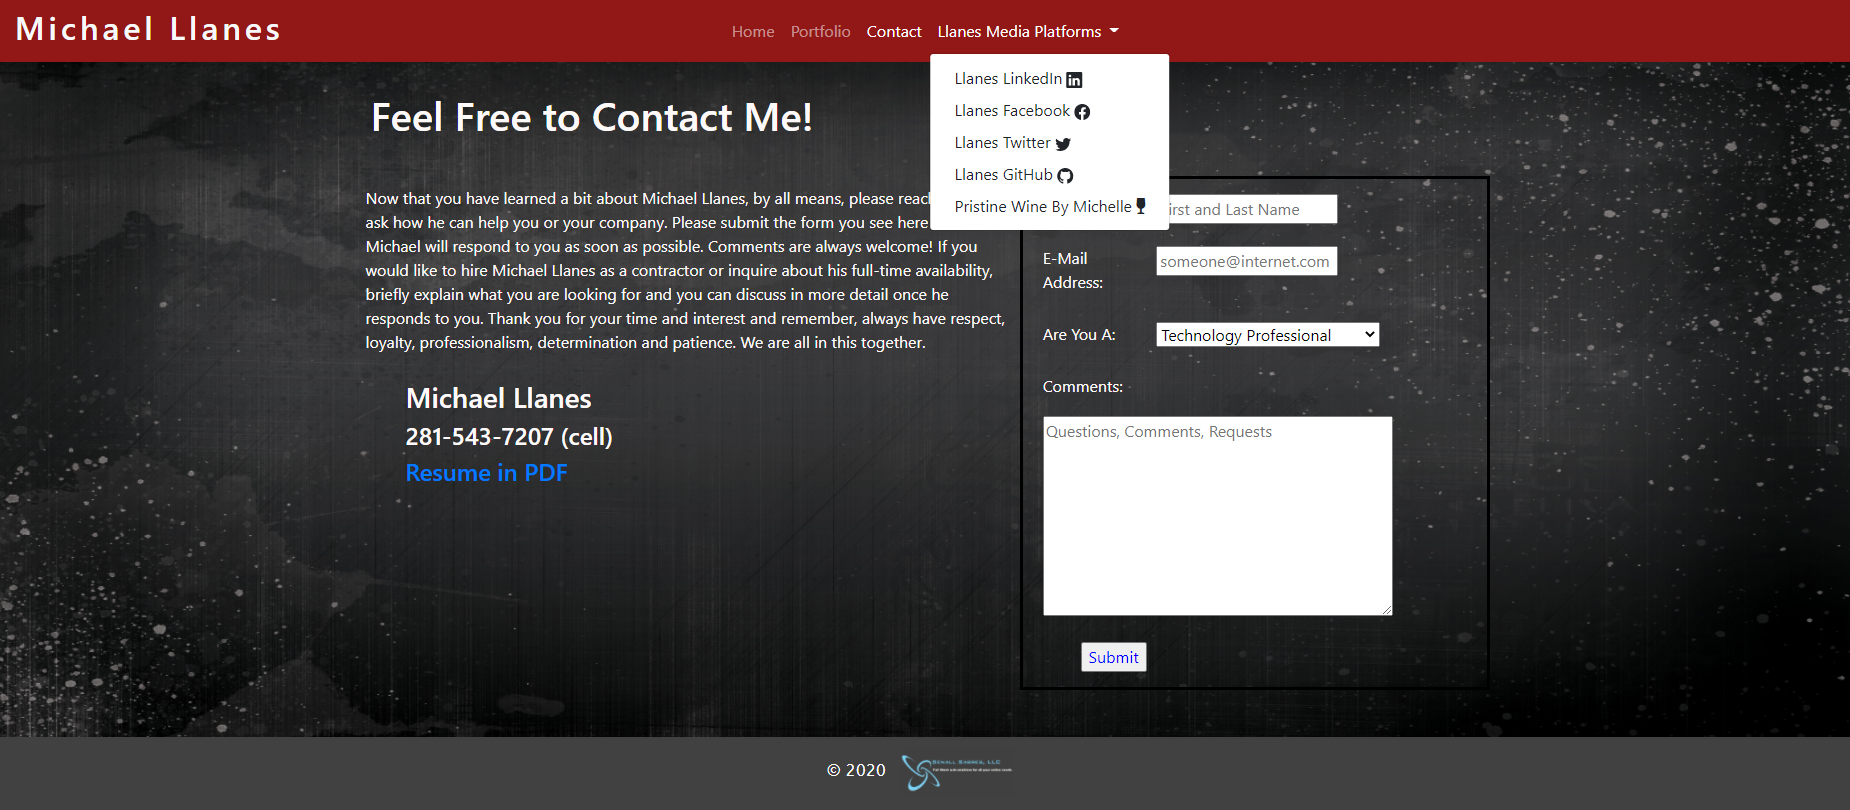 Michael Llanes
Home Portfolio Contact Llanes Media Platforms
Llanes LinkedIn
Llanes Facebook
Llanes Twitter
Llanes GitHub
Pristine Wine By Michelle
Feel Free to Contact Me!
Now that you have learned a bit about Michael Llanes, by all means, please
ask how he can help you or your company. Please submit the form you see here
Michael will respond to you as soon as possible. Comments are always welcome! If you
would like to hire Michael Llanes as a contractor or inquire about his full-time availability,
briefly explain what you are looking for and you can discuss in more detail once he
responds to you. Thank you for your time and interest and remember, always have respect,
loyalty, professionalism, determination and patience. We are all in this together.
Michael Llanes
281-543-7207 (cell)
Resume in PDF
and Last Name
E-Mail
Address:
someone@internet.com
Are You A:
Technology Professional
Comments:
Questions, Comments, Requests
Submit
© 2020